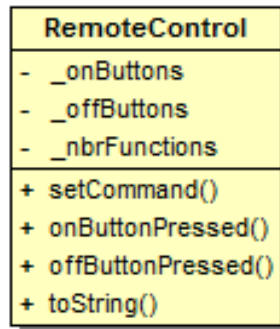 RemoteControl
- _onButtons
- _offButtons
- _nbrFunctions
+ setCommand()
+ onButtonPressed()
+ offButtonPressed()
+ toString()